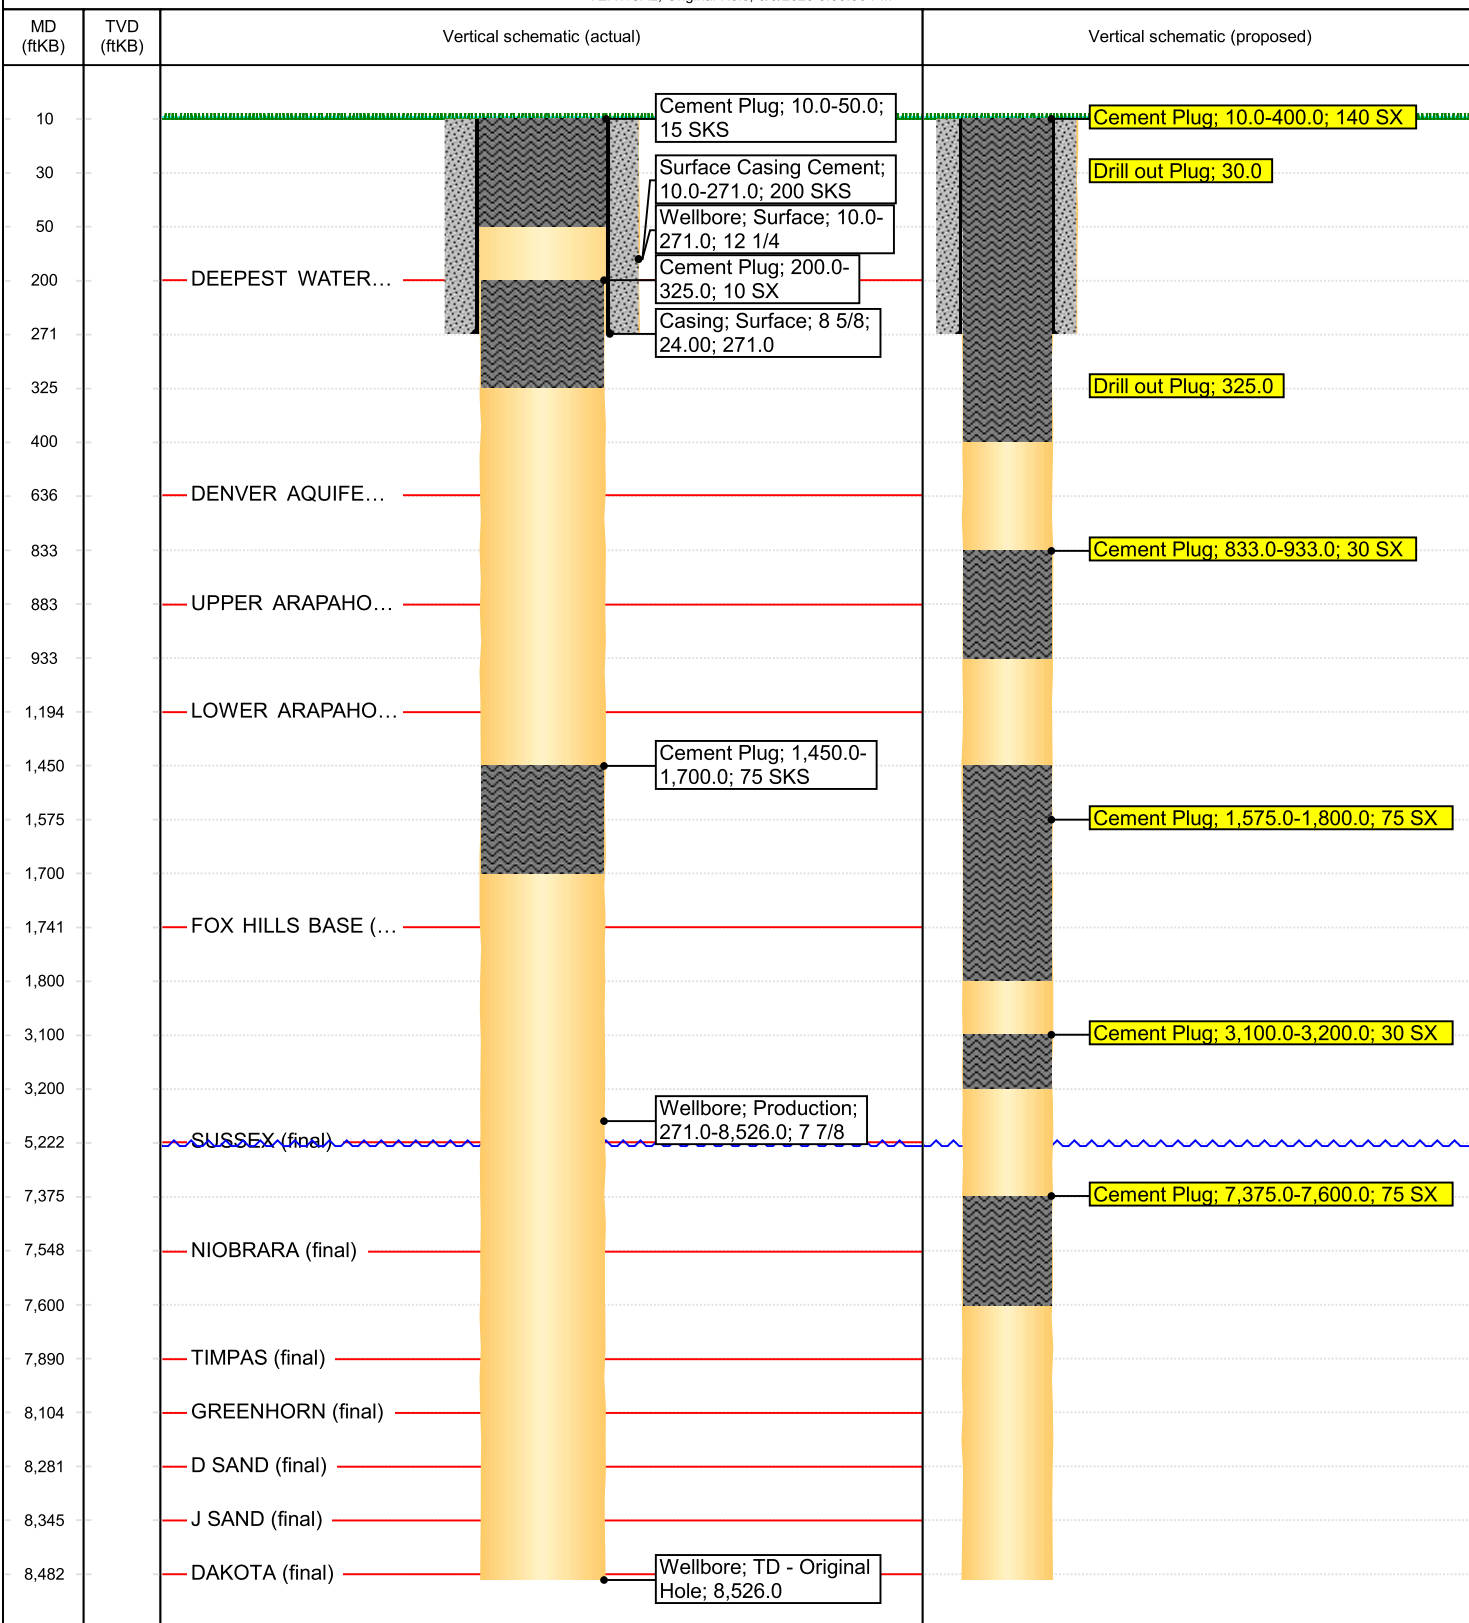 MD
(ftKB)
TVD
(ftKB)
Vertical schematic (actual)
Vertical schematic (proposed)
10
30
50
200
271
325
400
636
833
883
933
1,194
1,450
1,575
1,700
1,741
1,800
3,100
3,200
5,222
7,375
7,548
7,600
7,890
8,104
8,281
8,345
8,482
DEEPEST WATER…
DENVER AQUIFE…
UPPER ARAPAHO…
LOWER ARAPAHO…
FOX HILLS BASE (…
SUSSEX (final)
NIOBRARA (final)
TIMPAS (final)
GREENHORN (final)
D SAND (final)
J SAND (final)
DAKOTA (final)
Cement Plug; 10.0-50.0;
15 SKS
Surface Casing Cement;
10.0-271.0; 200 SKS
Wellbore; Surface; 10.0-
271.0; 12 1/4
Cement Plug; 200.0-
325.0; 10 SX
Casing; Surface; 8 5/8;
24.00; 271.0
Cement Plug; 1,450.0-
1,700.0; 75 SKS
Wellbore; Production;
271.0-8,526.0; 7 7/8
Wellbore; TD - Original
Hole; 8,526.0
Cement Plug; 10.0-400.0; 140 SX
Drill out Plug; 30.0
Drill out Plug; 325.0
Cement Plug; 833.0-933.0; 30 SX
Cement Plug; 1,575.0-1,800.0; 75 SX
Cement Plug; 3,100.0-3,200.0; 30 SX
Cement Plug; 7,375.0-7,600.0; 75 SX